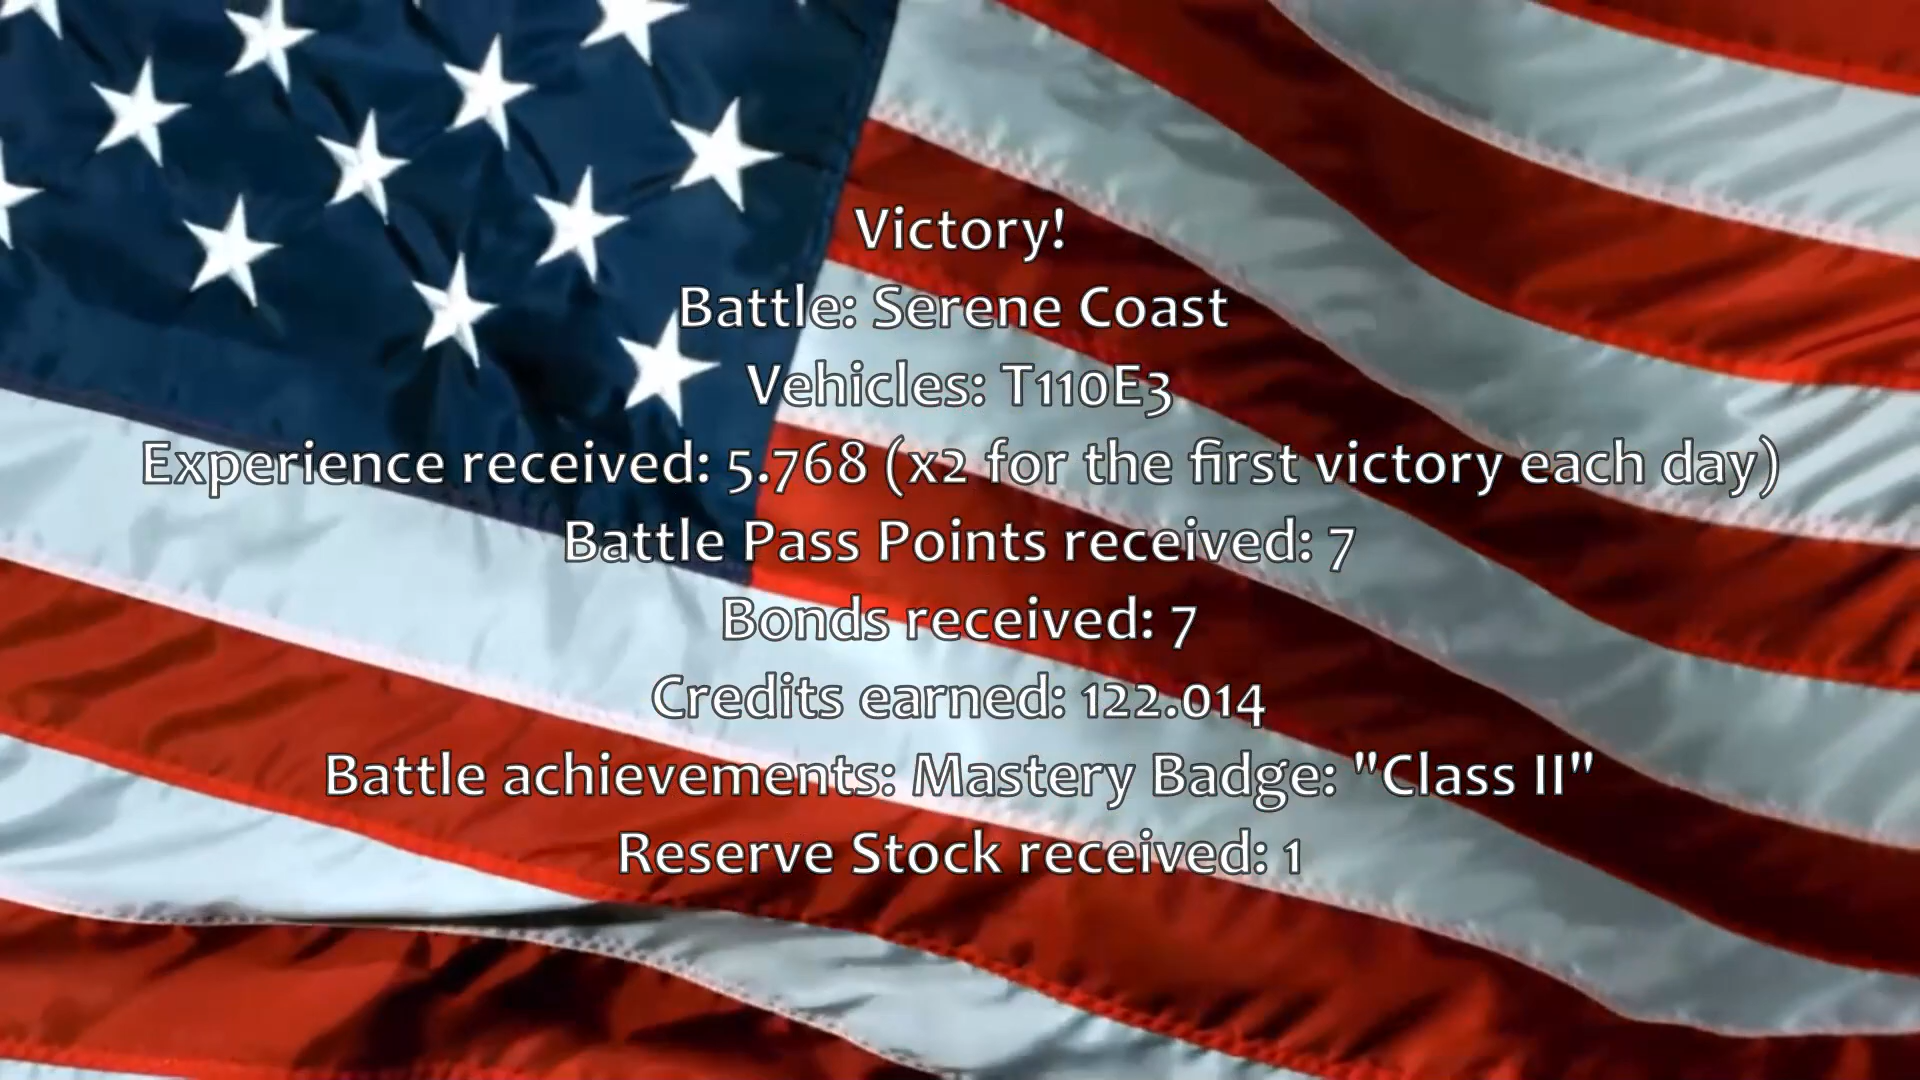 Victory!
Battle: Serene Coast
Vehicles: T110E3
Experience received: 5.768 (x2 for the first victory each day)
Battle Pass Points received: 7
Bonds received: 7
Credits earned: 122.014
Battle achievements: Mastery Badge: "Class II"
Reserve Stock received: 1